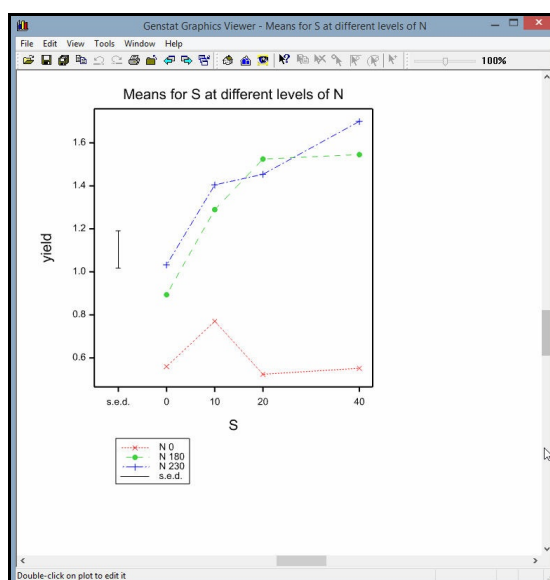 Genstat Graphics Viewer - Means for S at different levels of N
File Edit View Tools Window Help
100%
Means for S at different levels of N
1.6
1.4
1.2
1.0
0.8
0.6
yield
s.e.d. 0 10 20 40
S
N 0
N 180
N 230
s.e.d.
Double-click on plot to edit it